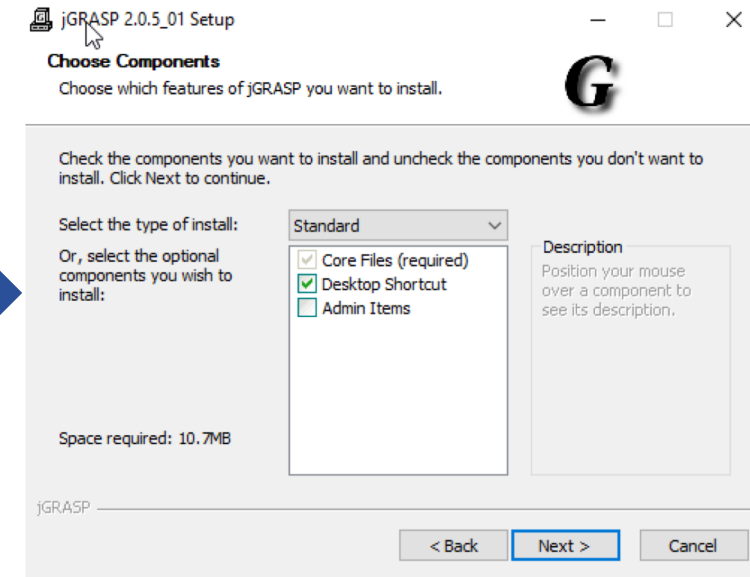 jGRASP 2.0.5_01 Setup
Choose Components
Choose which features of jGRASP you want to install.
G
Check the components you want to install and uncheck the components you don't want to
install. Click Next to continue.
Select the type of install:
Standard
Or, select the optional
components you wish to
install:
Core Files (required)
Desktop Shortcut
Admin Items
Description
Position your mouse
over a component to
see its description.
Space required: 10.7MB
jGRASP
< Back
Next >
Cancel